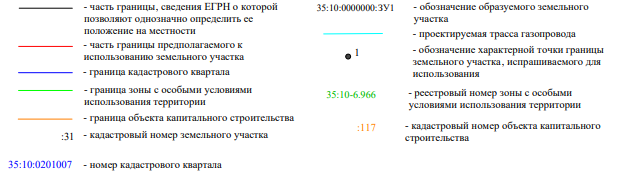 - часть границы, сведения ЕГРН о которой
позволяют однозначно определить ее
положение на местности
- часть границы предполагаемого к
использованию земельного участка
- граница кадастрового квартала
- граница зоны с особыми условиями
использования территории
- граница объекта капитального строительства
:31 - кадастровый номер земельного участка
35:10:0201007 - номер кадастрового квартала
35:10:0000000:ЗУ1 - обозначение образуемого земельного
участка
- проектируемая трасса газопровода
1 - обозначение характерной точки границы
земельного участка, испрашиваемого для
использования
35:10-6.966 - реестровый номер зоны с особыми
условиями использования территории
:117 - кадастровый номер объекта капитального
строительства